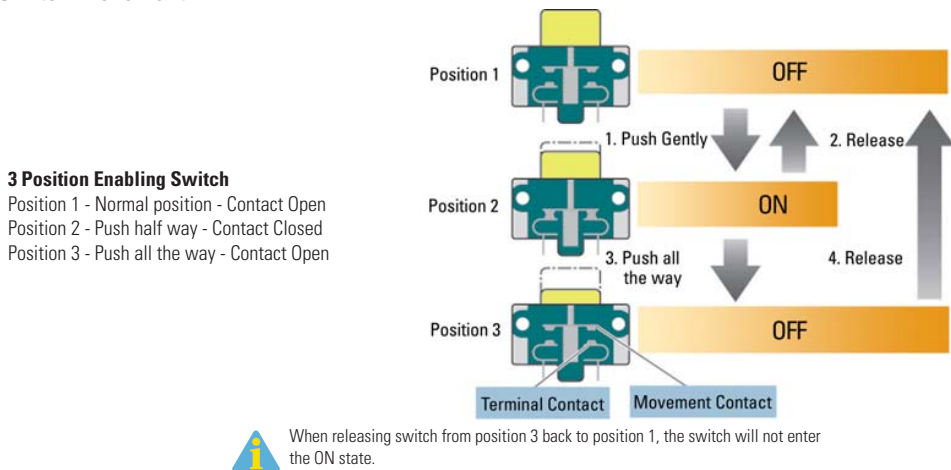 3 Position Enabling Switch
Position 1 - Normal position - Contact Open
Position 2 - Push half way - Contact Closed
Position 3 - Push all the way - Contact Open
Position 1
OFF
1. Push Gently
2. Release
Position 2
ON
3. Push all
the way
4. Release
Position 3
OFF
Terminal Contact
Movement Contact
i
When releasing switch from position 3 back to position 1, the switch will not enter
the ON state.